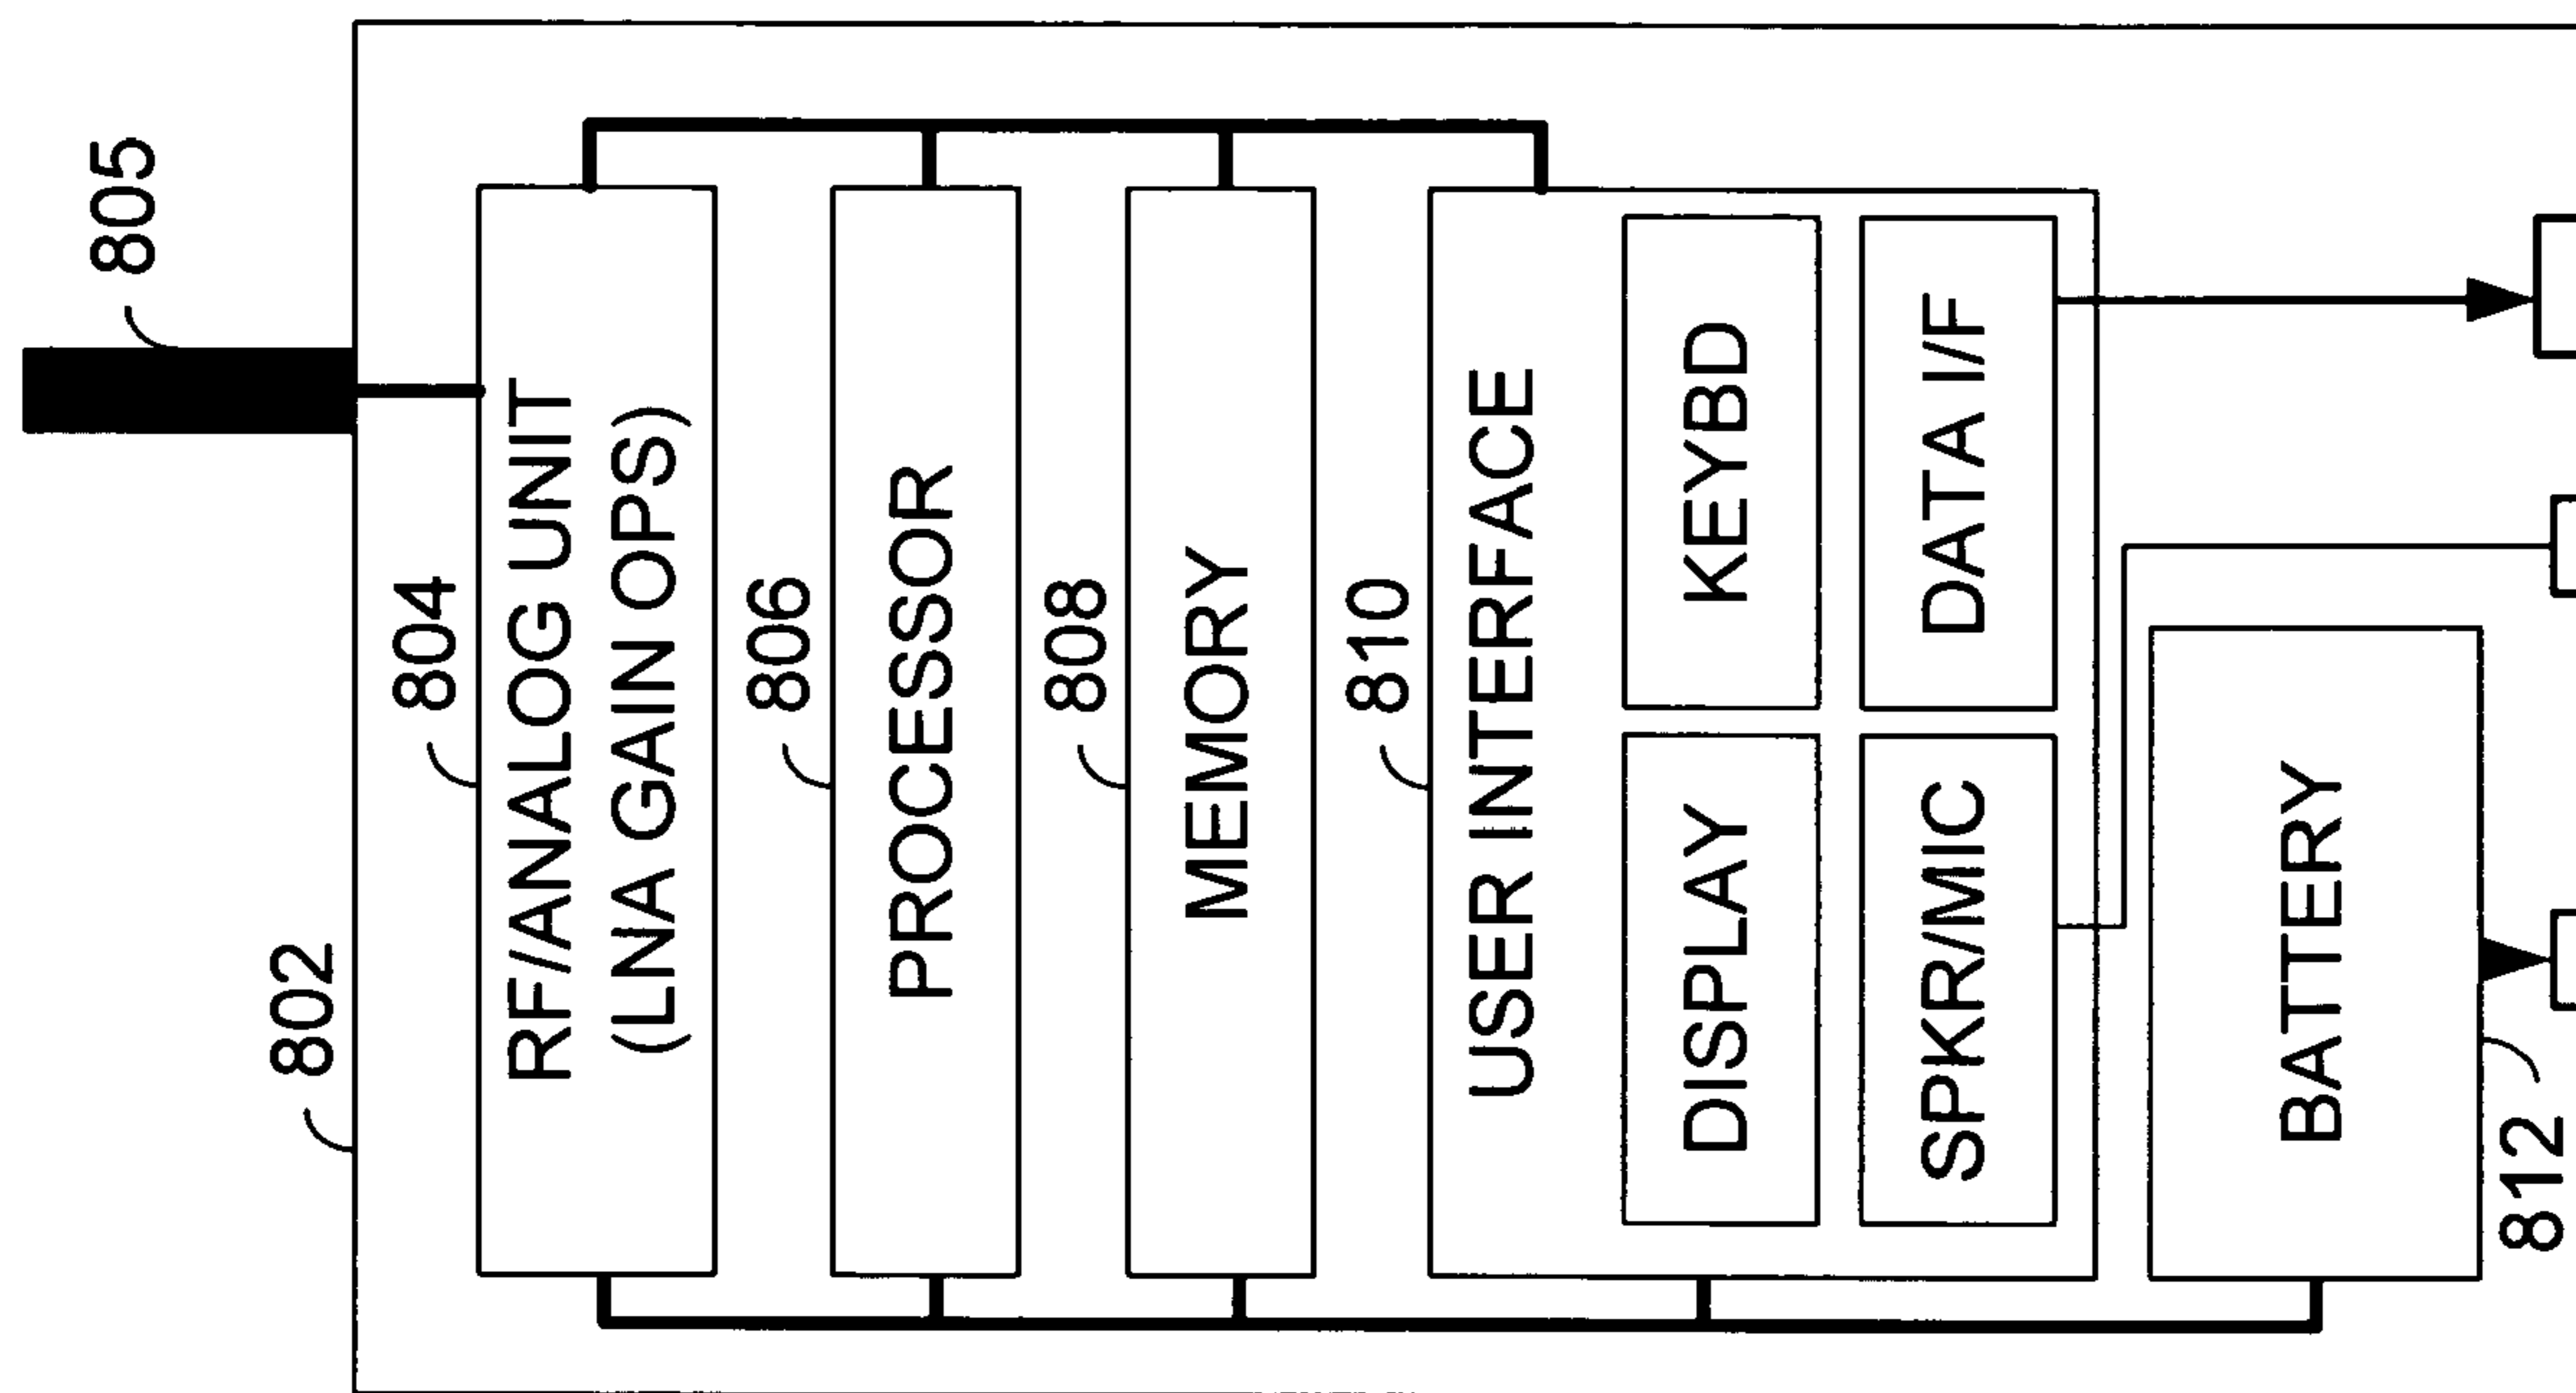 805
802
804
RF/ANALOG UNIT
(LNA GAIN OPS)
806
PROCESSOR
808
MEMORY
810
USER INTERFACE
DISPLAY
KEYBD
SPKR/MIC
DATA I/F
BATTERY
812